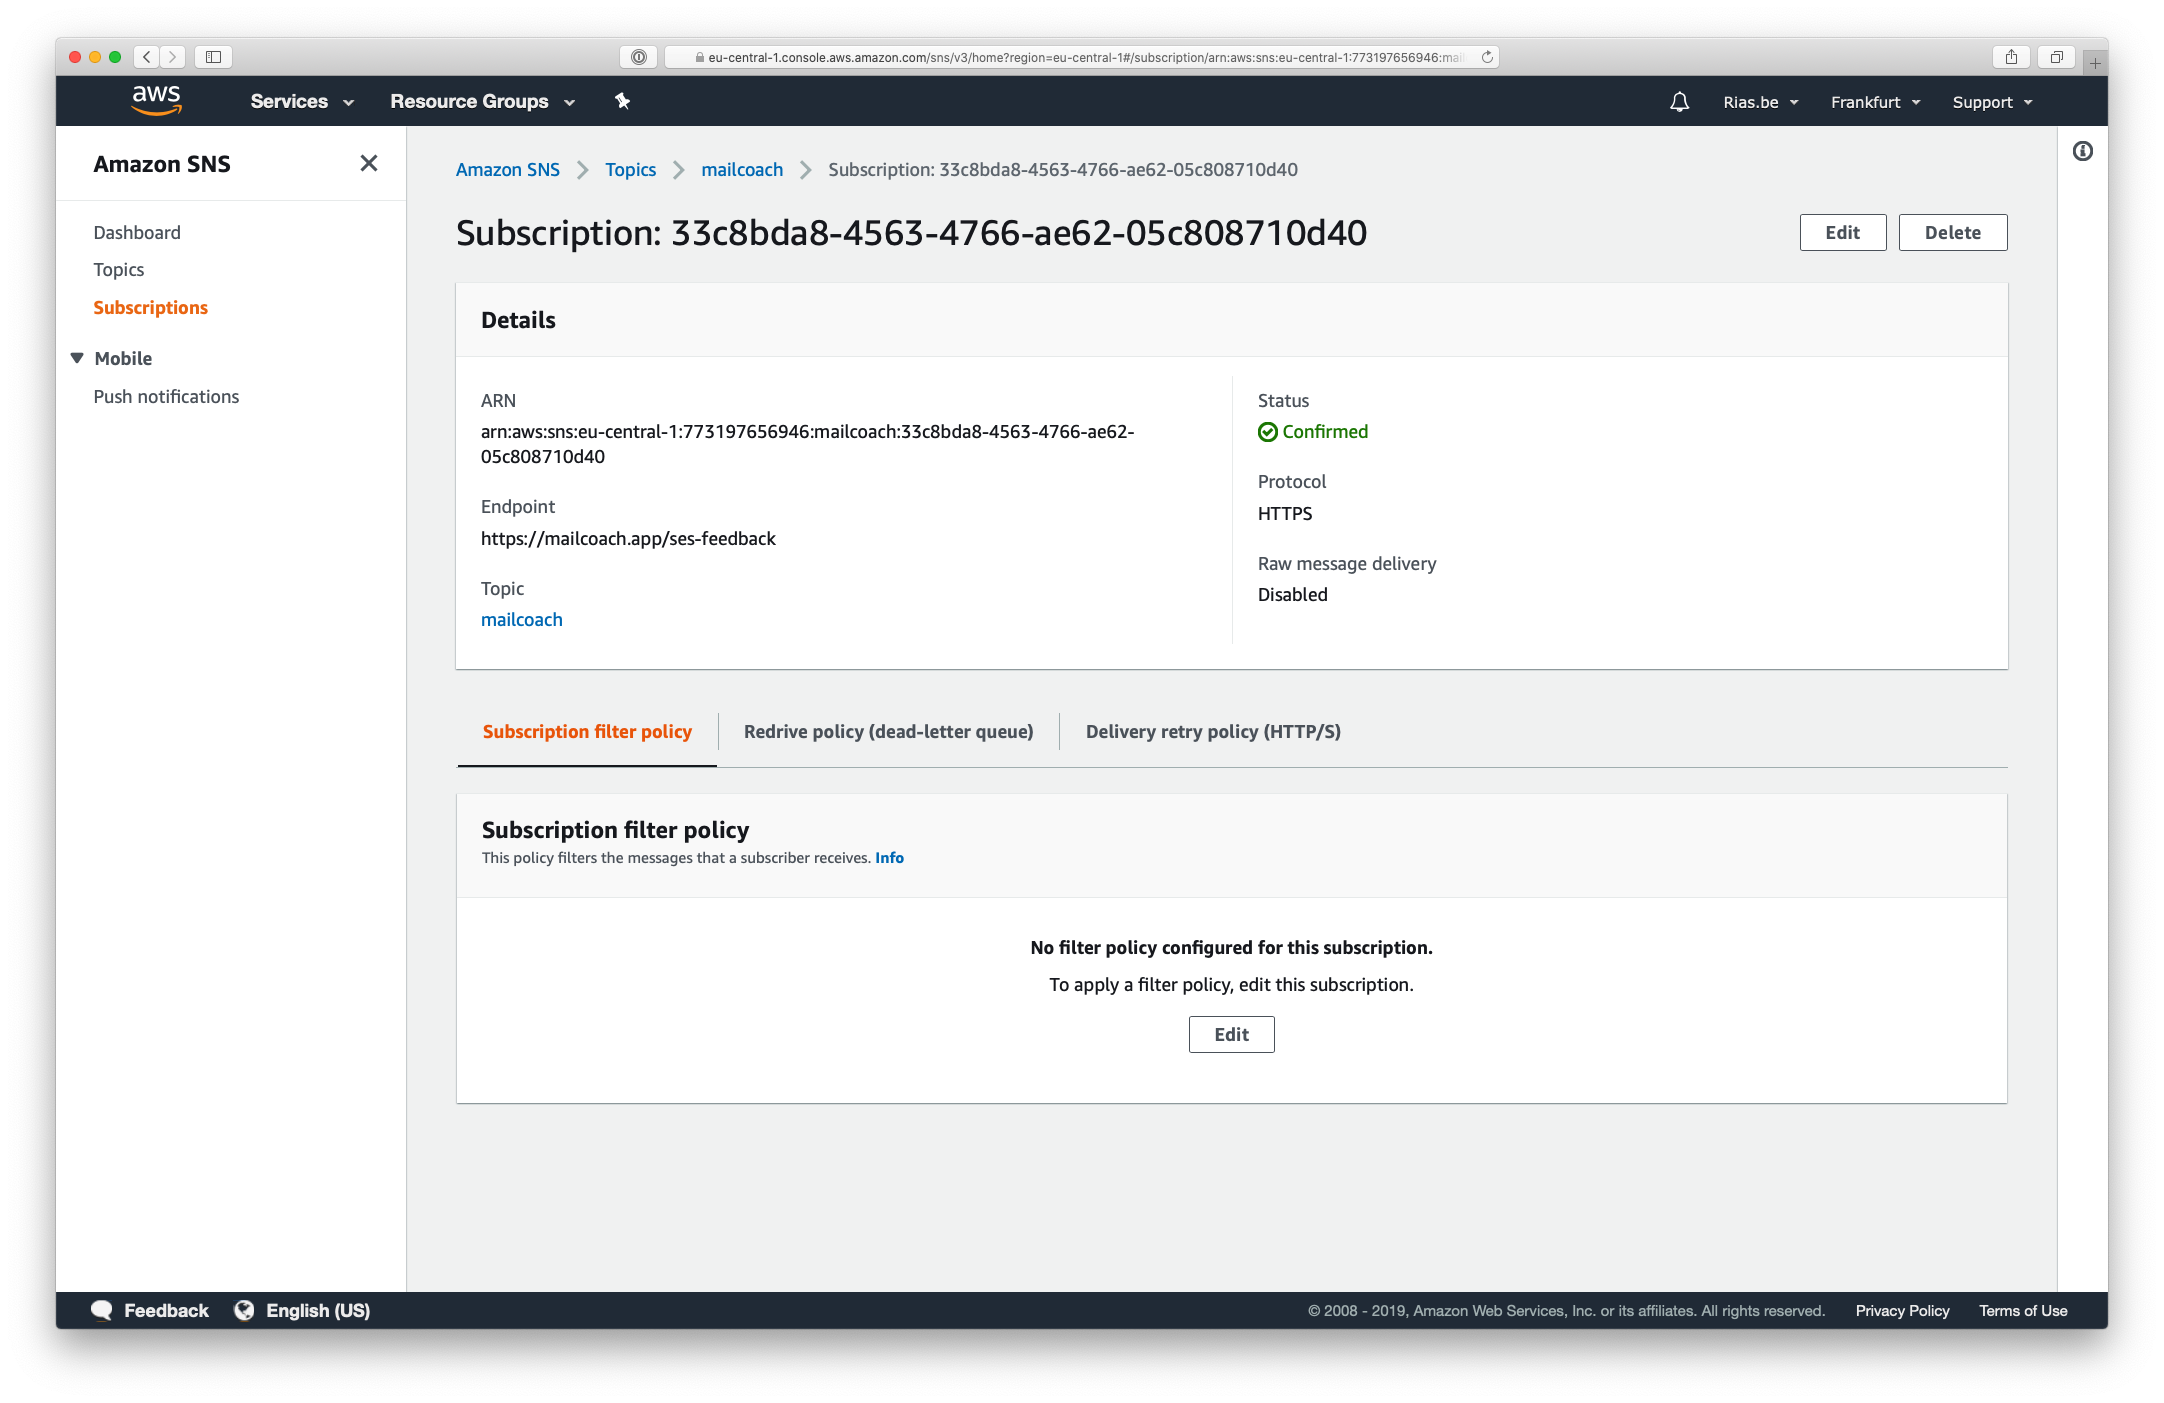 eu-central-1.console.aws.amazon.com/sns/v3/home?region=eu-central-1#/subscription/arn:aws:sns:eu-central-1:773197656946:mail
aws Services Resource Groups Rias.be Frankfurt Support
Amazon SNS
Dashboard
Topics
Subscriptions
Mobile
Push notifications
Amazon SNS Topics mailcoach Subscription: 33c8bda8-4563-4766-ae62-05c808710d40
Subscription: 33c8bda8-4563-4766-ae62-05c808710d40
Edit Delete
Details
ARN
arn:aws:sns:eu-central-1:773197656946:mailcoach:33c8bda8-4563-4766-ae62-
05c808710d40
Endpoint
https://mailcoach.app/ses-feedback
Topic
mailcoach
Status
Confirmed
Protocol
HTTPS
Raw message delivery
Disabled
Subscription filter policy Redrive policy (dead-letter queue) Delivery retry policy (HTTP/S)
Subscription filter policy
This policy filters the messages that a subscriber receives. Info
No filter policy configured for this subscription.
To apply a filter policy, edit this subscription.
Edit
Feedback English (US) © 2008 - 2019, Amazon Web Services, Inc. or its affiliates. All rights reserved. Privacy Policy Terms of Use